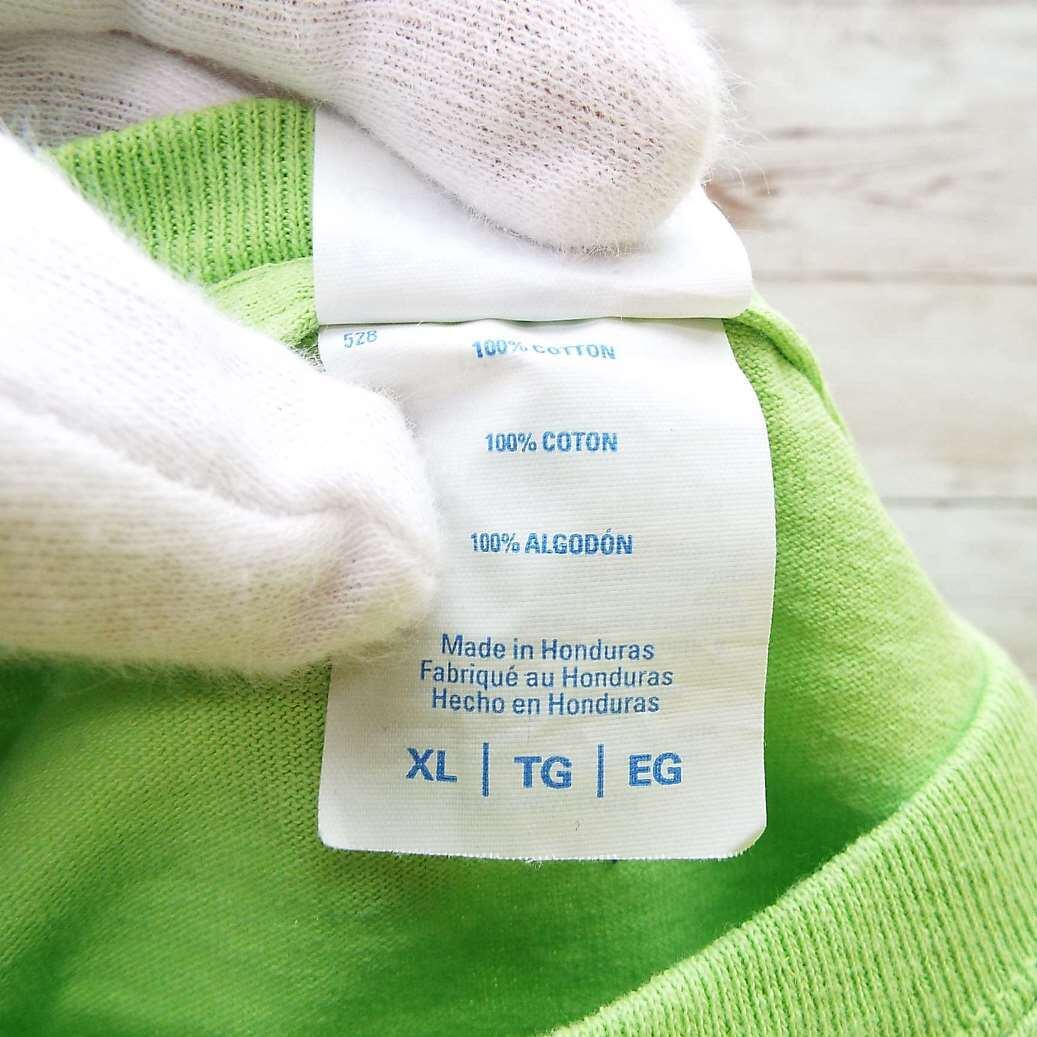 528
100% COTTON
100% COTON
100% ALGODÓN
Made in Honduras
Fabriqué au Honduras
Hecho en Honduras
XL | TG | EG